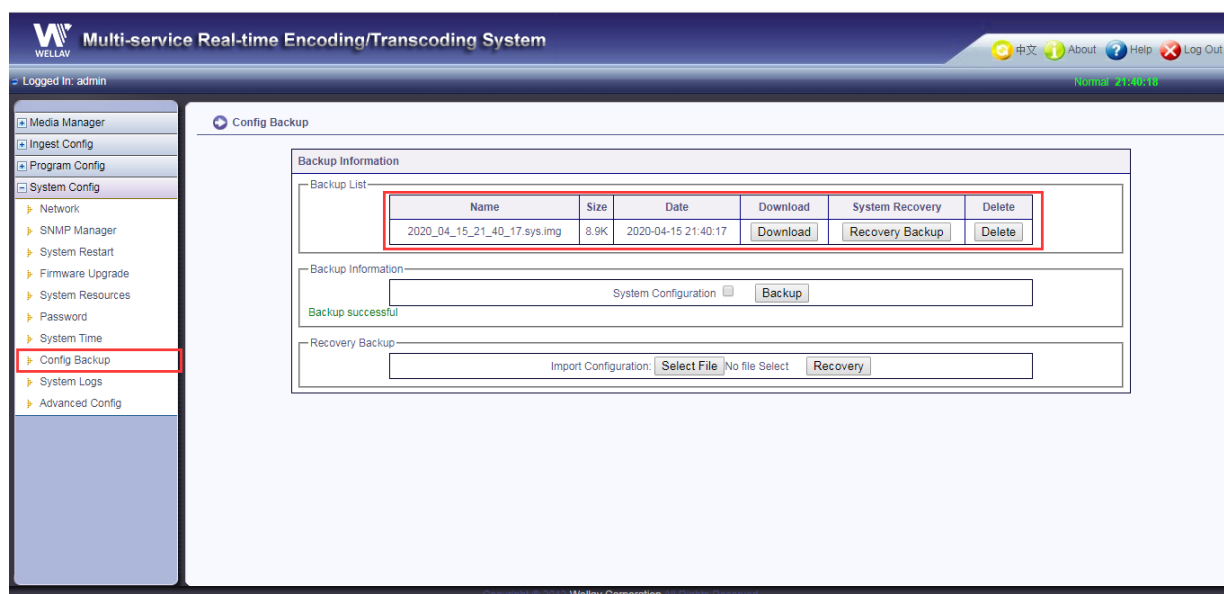 WELLAV
Multi-service Real-time Encoding/Transcoding System
中文 About Help Log Out
Logged In: admin
Normal 21:40:18
Media Manager
Ingest Config
Program Config
System Config
Network
SNMP Manager
System Restart
Firmware Upgrade
System Resources
Password
System Time
Config Backup
System Logs
Advanced Config
Config Backup
Backup Information
Backup List
Name Size Date Download System Recovery Delete
2020_04_15_21_40_17.sys.img 8.9K 2020-04-15 21:40:17 Download Recovery Backup Delete
Backup Information
System Configuration Backup
Backup successful
Recovery Backup
Import Configuration: Select File No file Select Recovery
Wellav Corporation